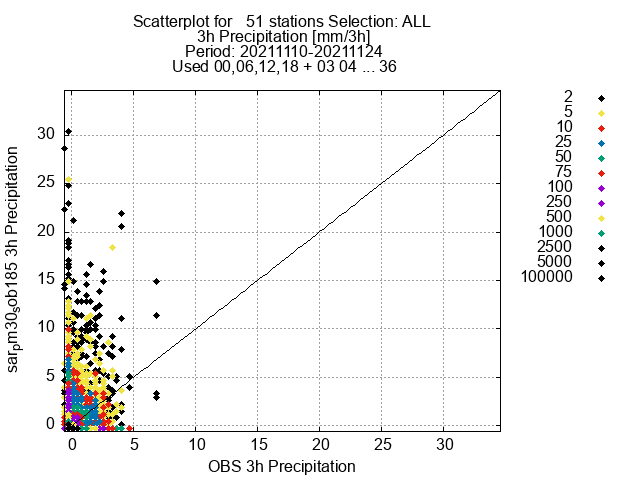 Scatterplot for 51 stations Selection: ALL
3h Precipitation [mm/3h]
Period: 20211110-20211124
Used 00,06,12,18 + 03 04 ... 36
sar_pm30_sob185 3h Precipitation
30
25
20
15
10
5
0
0 5 10 15 20 25 30
OBS 3h Precipitation
2
5
10
25
50
75
100
250
500
1000
2500
5000
100000